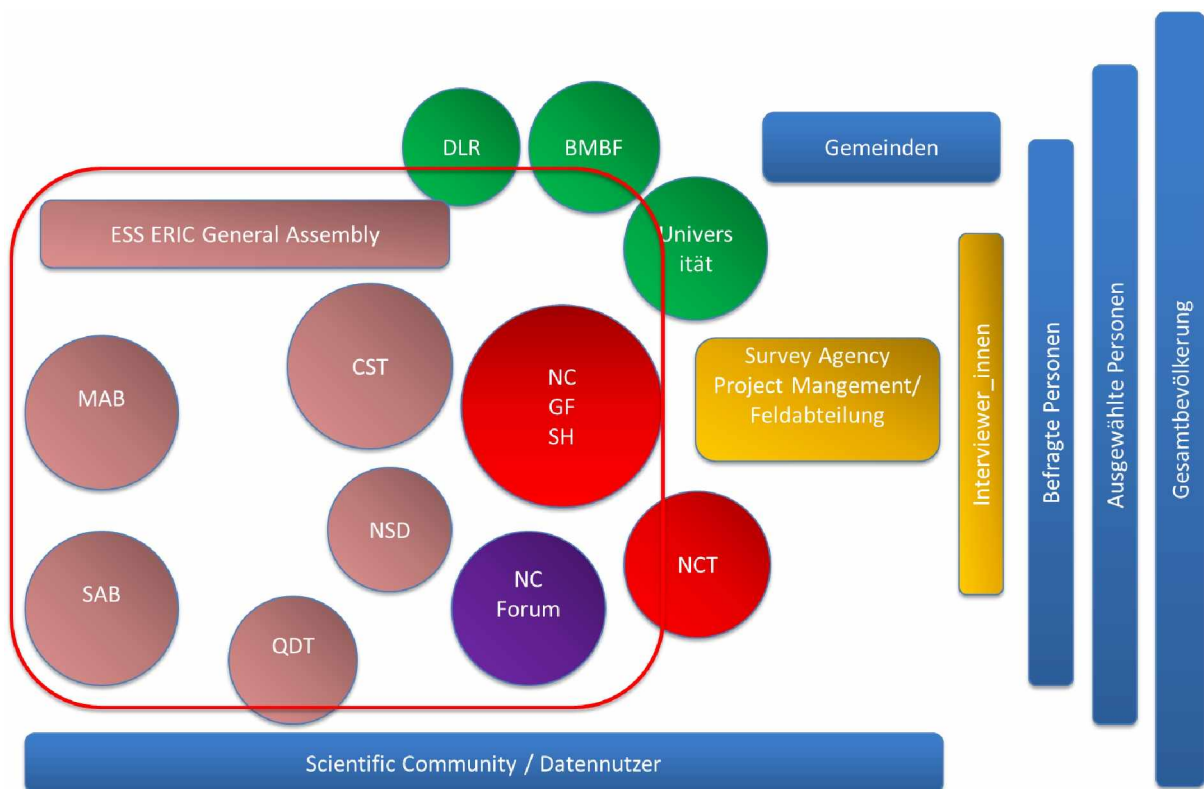 DLR
BMBF
Gemeinden
ESS ERIC General Assembly
Univers
ität
MAB
CST
NC
GF
SH
Survey Agency
Project Mangement/
Feldabteilung
Interviewer_innen
Befragte Personen
Ausgewählte Personen
Gesamtbevölkerung
NSD
SAB
QDT
NC
Forum
NCT
Scientific Community / Datennutzer